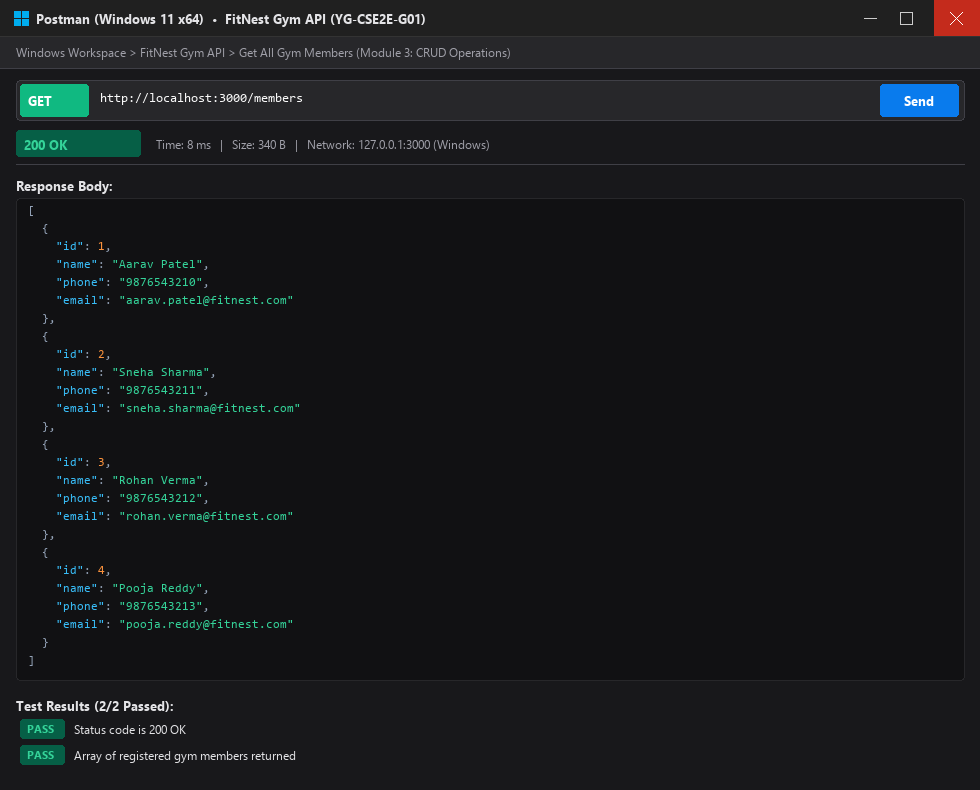 Postman (Windows 11 x64) • FitNest Gym API (YG-CSE2E-G01)
Windows Workspace > FitNest Gym API > Get All Gym Members (Module 3: CRUD Operations)
GET http://localhost:3000/members Send
200 OK Time: 8 ms | Size: 340 B | Network: 127.0.0.1:3000 (Windows)
Response Body:
[
  {
    "id": 1,
    "name": "Aarav Patel",
    "phone": "9876543210",
    "email": "aarav.patel@fitnest.com"
  },
  {
    "id": 2,
    "name": "Sneha Sharma",
    "phone": "9876543211",
    "email": "sneha.sharma@fitnest.com"
  },
  {
    "id": 3,
    "name": "Rohan Verma",
    "phone": "9876543212",
    "email": "rohan.verma@fitnest.com"
  },
  {
    "id": 4,
    "name": "Pooja Reddy",
    "phone": "9876543213",
    "email": "pooja.reddy@fitnest.com"
  }
]
Test Results (2/2 Passed):
PASS Status code is 200 OK
PASS Array of registered gym members returned